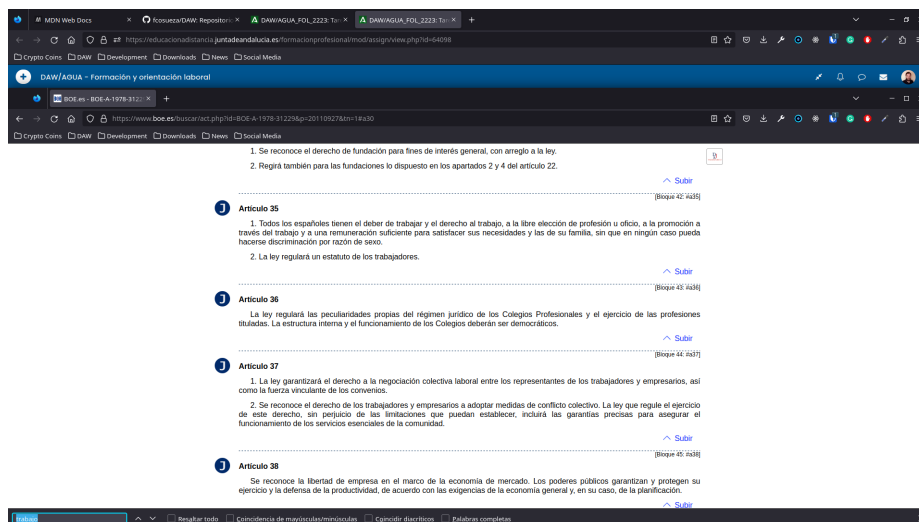 MDN Web Docs
fcosueza/DAW: Repositorio
DAW/AGUA_FOL_2223: Tar
DAW/AGUA_FOL_2223: Tar
https://educacionadistancia.juntadeandalucia.es/formacionprofesional/mod/assign/view.php?id=64098
Crypto Coins DAW Development Downloads News Social Media
DAW/AGUA - Formación y orientación laboral
BOE.es - BOE-A-1978-3122
https://www.boe.es/buscar/act.php?id=BOE-A-1978-31229&p=20110927&tn=1#a30
Crypto Coins DAW Development Downloads News Social Media
1. Se reconoce el derecho de fundación para fines de interés general, con arreglo a la ley.
2. Regirá también para las fundaciones lo dispuesto en los apartados 2 y 4 del artículo 22.
Subir
[Bloque 42: #a35]
Artículo 35
1. Todos los españoles tienen el deber de trabajar y el derecho al trabajo, a la libre elección de profesión u oficio, a la promoción a
través del trabajo y a una remuneración suficiente para satisfacer sus necesidades y las de su familia, sin que en ningún caso pueda
hacerse discriminación por razón de sexo.
2. La ley regulará un estatuto de los trabajadores.
Subir
[Bloque 43: #a36]
Artículo 36
La ley regulará las peculiaridades propias del régimen jurídico de los Colegios Profesionales y el ejercicio de las profesiones
tituladas. La estructura interna y el funcionamiento de los Colegios deberán ser democráticos.
Subir
[Bloque 44: #a37]
Artículo 37
1. La ley garantizará el derecho a la negociación colectiva laboral entre los representantes de los trabajadores y empresarios, así
como la fuerza vinculante de los convenios.
2. Se reconoce el derecho de los trabajadores y empresarios a adoptar medidas de conflicto colectivo. La ley que regule el ejercicio
de este derecho, sin perjuicio de las limitaciones que puedan establecer, incluirá las garantías precisas para asegurar el
funcionamiento de los servicios esenciales de la comunidad.
Subir
[Bloque 45: #a38]
Artículo 38
Se reconoce la libertad de empresa en el marco de la economía de mercado. Los poderes públicos garantizan y protegen su
ejercicio y la defensa de la productividad, de acuerdo con las exigencias de la economía general y, en su caso, de la planificación.
Subir
trabajo Resaltar todo Coincidencia de mayúsculas/minúsculas Coincidir diacríticos Palabras completas